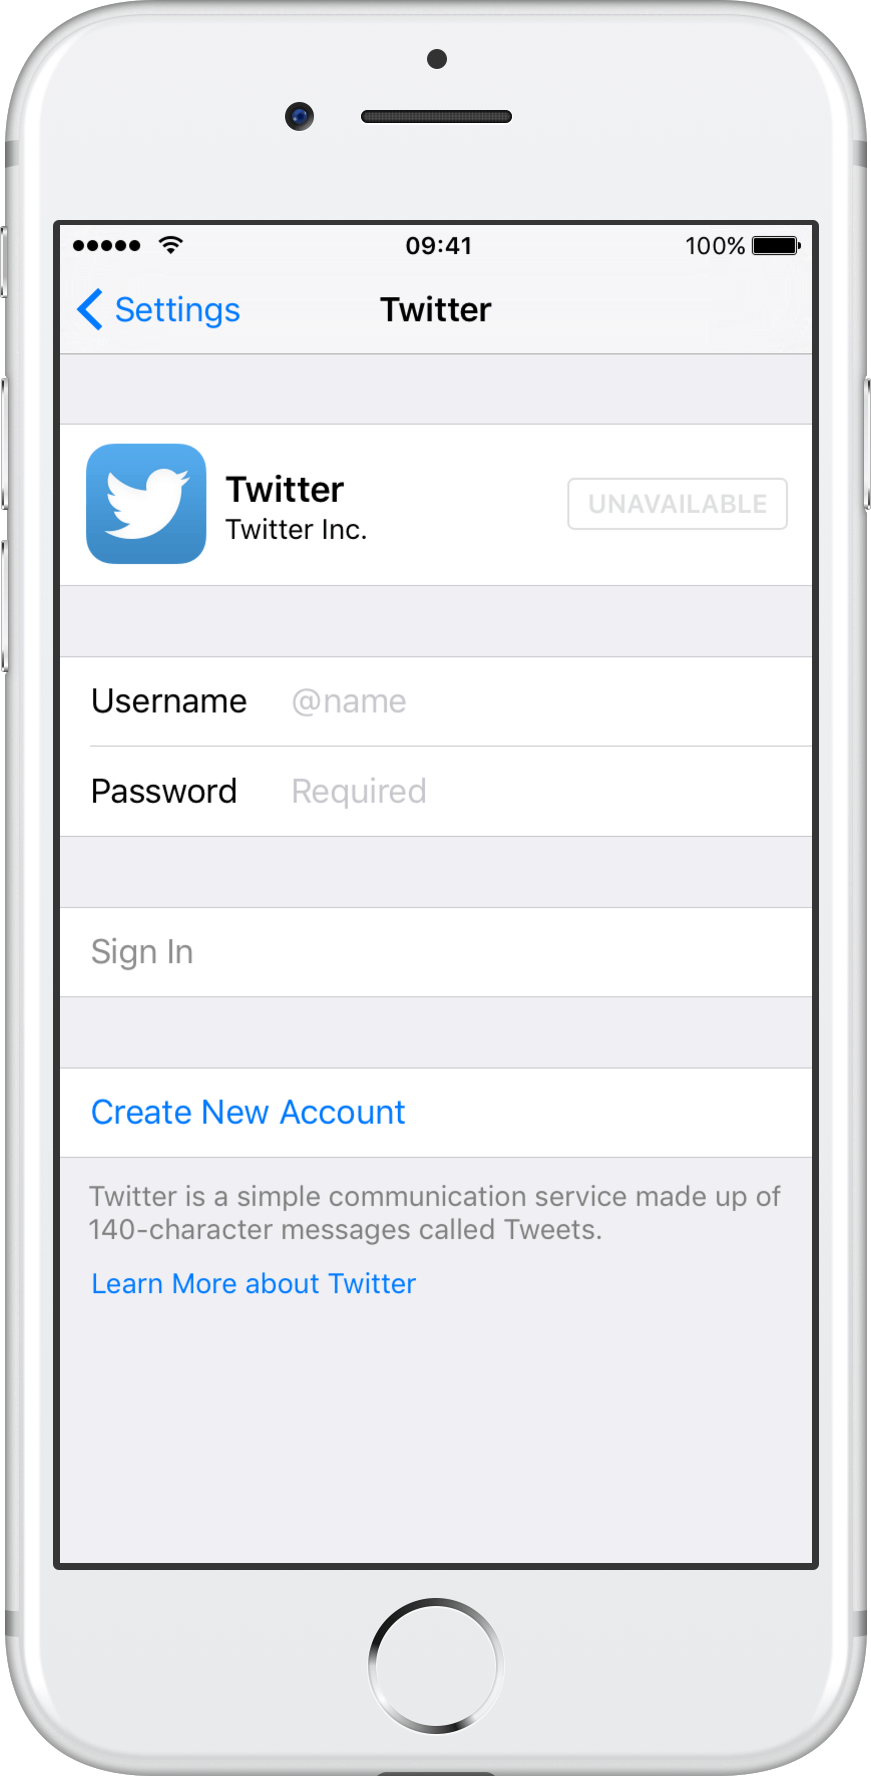 09:41
100%
Settings
Twitter
Twitter
Twitter Inc.
UNAVAILABLE
Username @name
Password Required
Sign In
Create New Account
Twitter is a simple communication service made up of
140-character messages called Tweets.
Learn More about Twitter